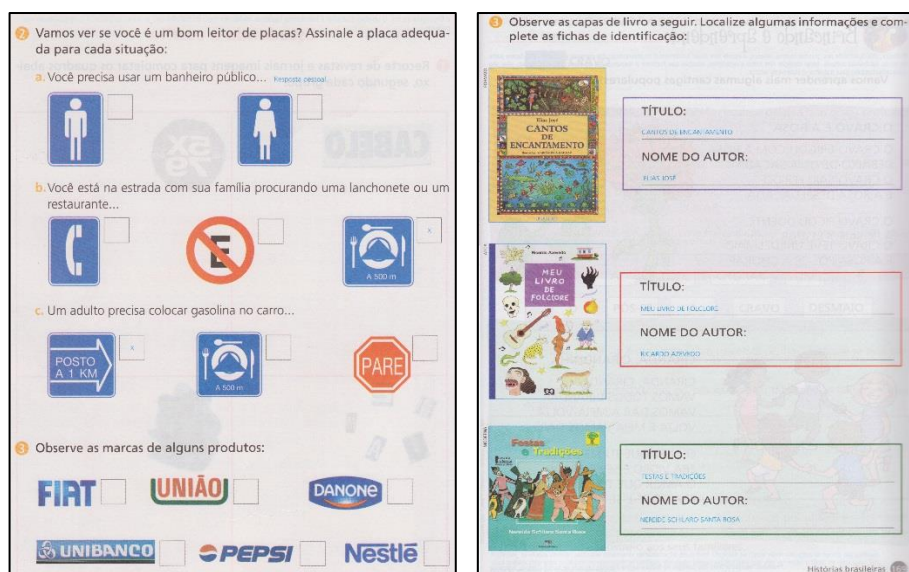 2 Vamos ver se você é um bom leitor de placas? Assinale a placa adequa-
da para cada situação:
a. Você precisa usar um banheiro público... Resposta pessoal.
b. Você está na estrada com sua família procurando uma lanchonete ou um
restaurante...
E
x
A 500 m
c. Um adulto precisa colocar gasolina no carro...
POSTO
A 1 KM
x
A 500 m
PARE
3 Observe as marcas de alguns produtos:
FIAT
UNIÃO
DANONE
UNIBANCO
PEPSI
Nestlé
3 Observe as capas de livro a seguir. Localize algumas informações e com-
plete as fichas de identificação:
Elias José
CANTOS
DE
ENCANTAMENTO
TÍTULO:
CANTOS DE ENCANTAMENTO
NOME DO AUTOR:
ELIAS JOSÉ
Ricardo Azevedo
MEU
LIVRO
DE
FOLCLORE
TÍTULO:
MEU LIVRO DE FOLCLORE
NOME DO AUTOR:
RICARDO AZEVEDO
Festas
e Tradições
TÍTULO:
FESTAS E TRADIÇÕES
NOME DO AUTOR:
NEREIDE SCHILARO SANTA ROSA
Histórias brasileiras